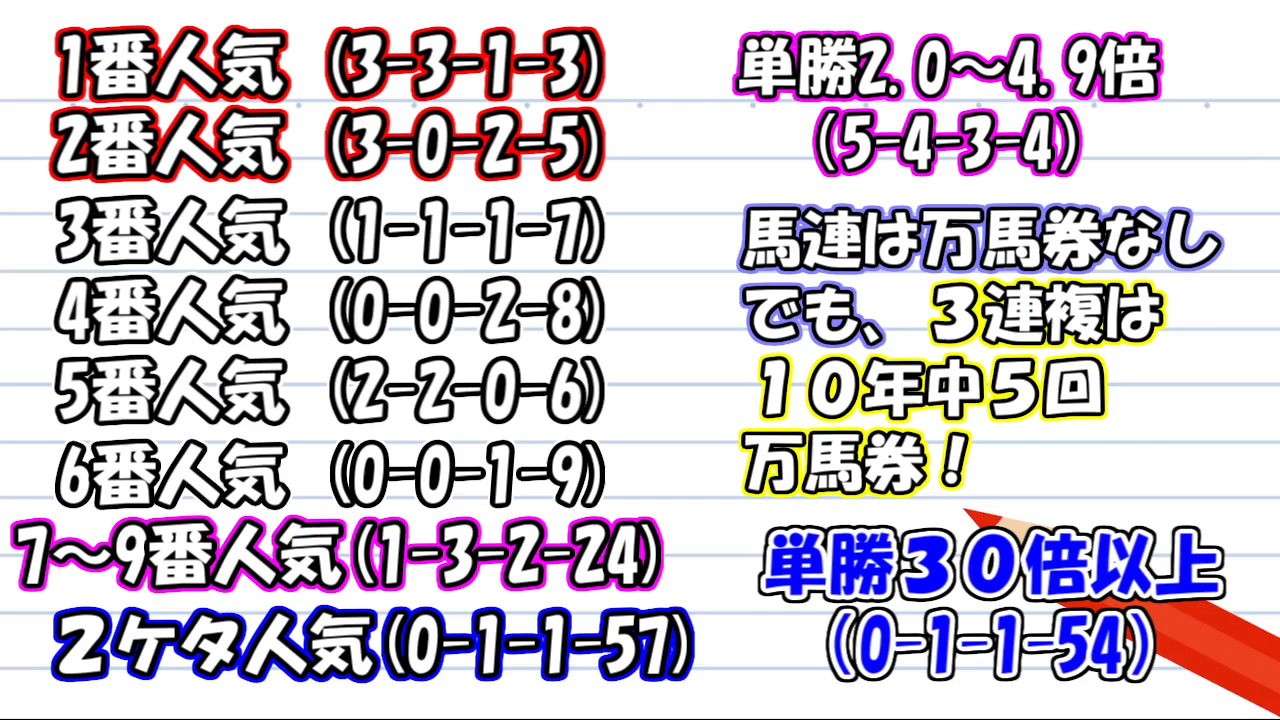 1番人気 (3-3-1-3)
2番人気 (3-0-2-5)
3番人気 (1-1-1-7)
4番人気 (0-0-2-8)
5番人気 (2-2-0-6)
6番人気 (0-0-1-9)
7～9番人気(1-3-2-24)
２ケタ人気(0-1-1-57)
単勝2.0～4.9倍
(5-4-3-4)
馬連は万馬券なし
でも、３連複は
１０年中５回
万馬券！
単勝３０倍以上
(0-1-1-54)